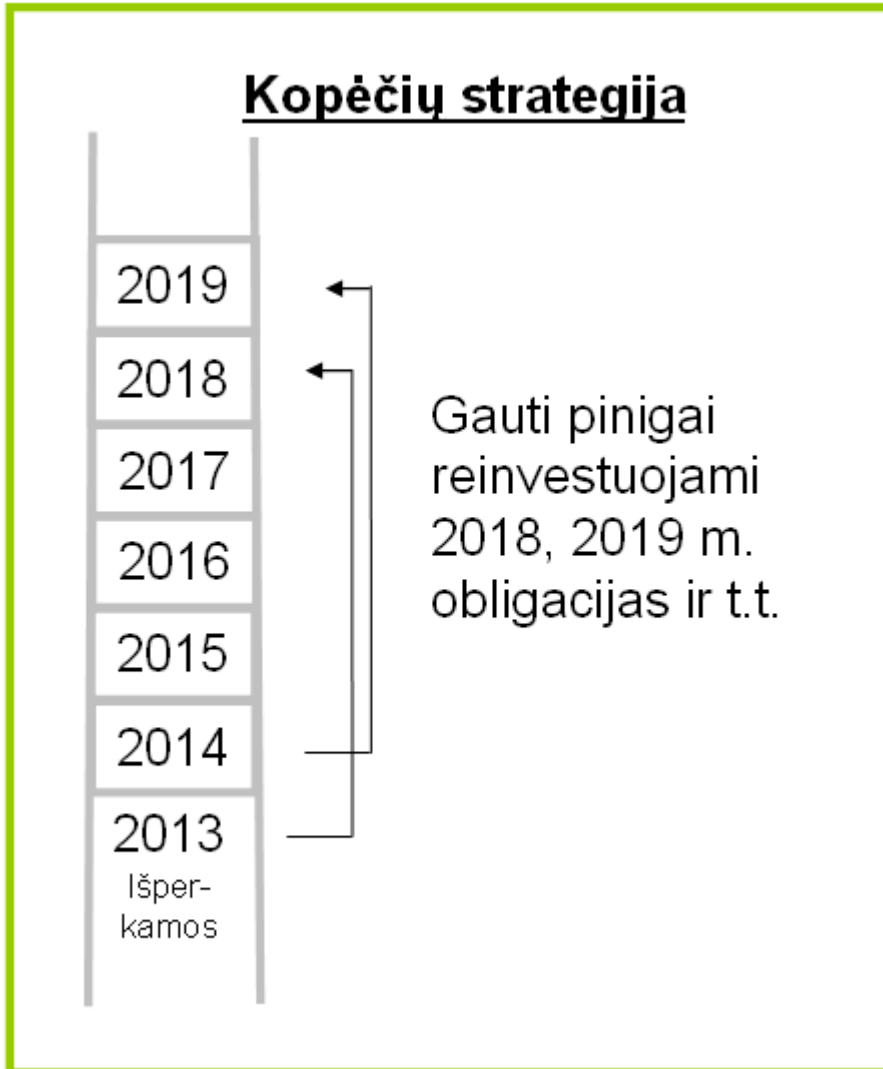 Kopėčių strategija
2019
2018
2017
2016
2015
2014
2013
Išper-
kamos
Gauti pinigai
reinvestuojami
2018, 2019 m.
obligacijas ir t.t.